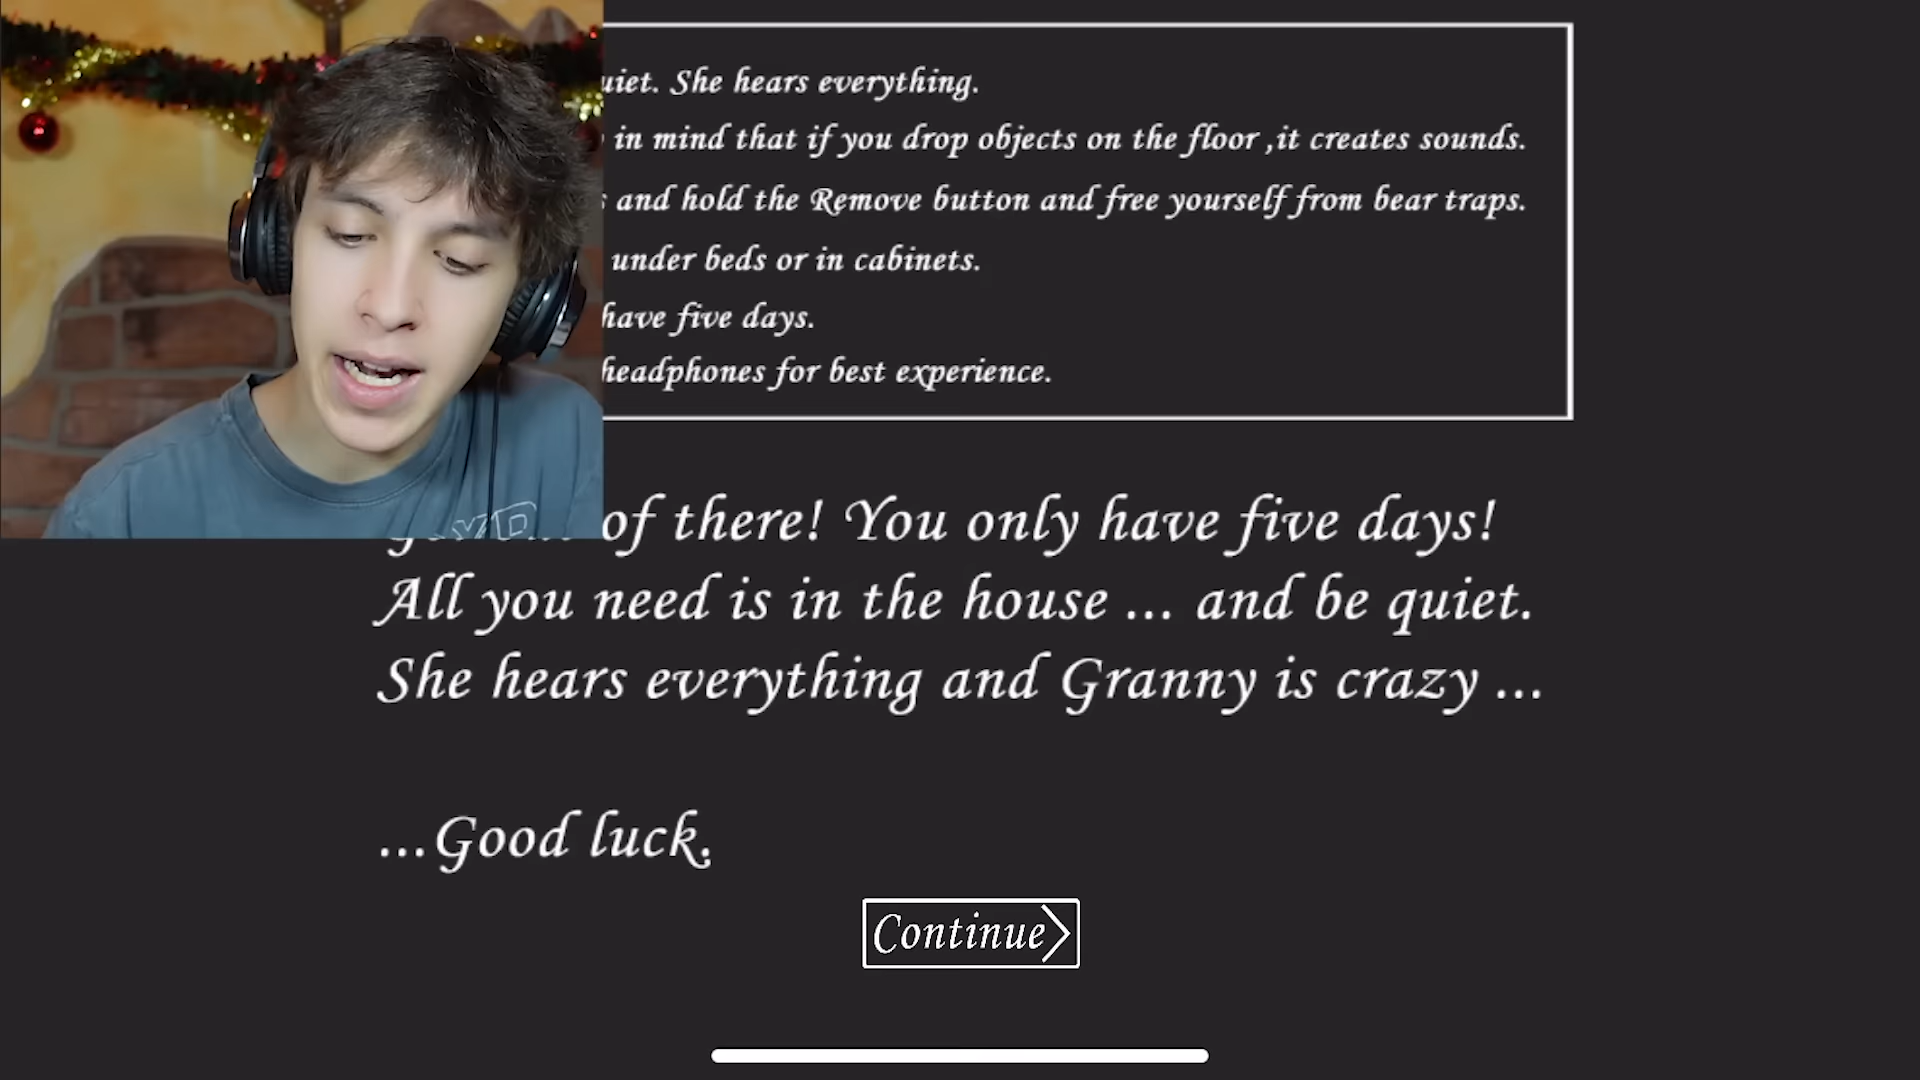 uiet. She hears everything.
in mind that if you drop objects on the floor ,it creates sounds.
s and hold the Remove button and free yourself from bear traps.
under beds or in cabinets.
have five days.
headphones for best experience.
of there! You only have five days!
All you need is in the house ... and be quiet.
She hears everything and Granny is crazy ...
...Good luck.
Continue>